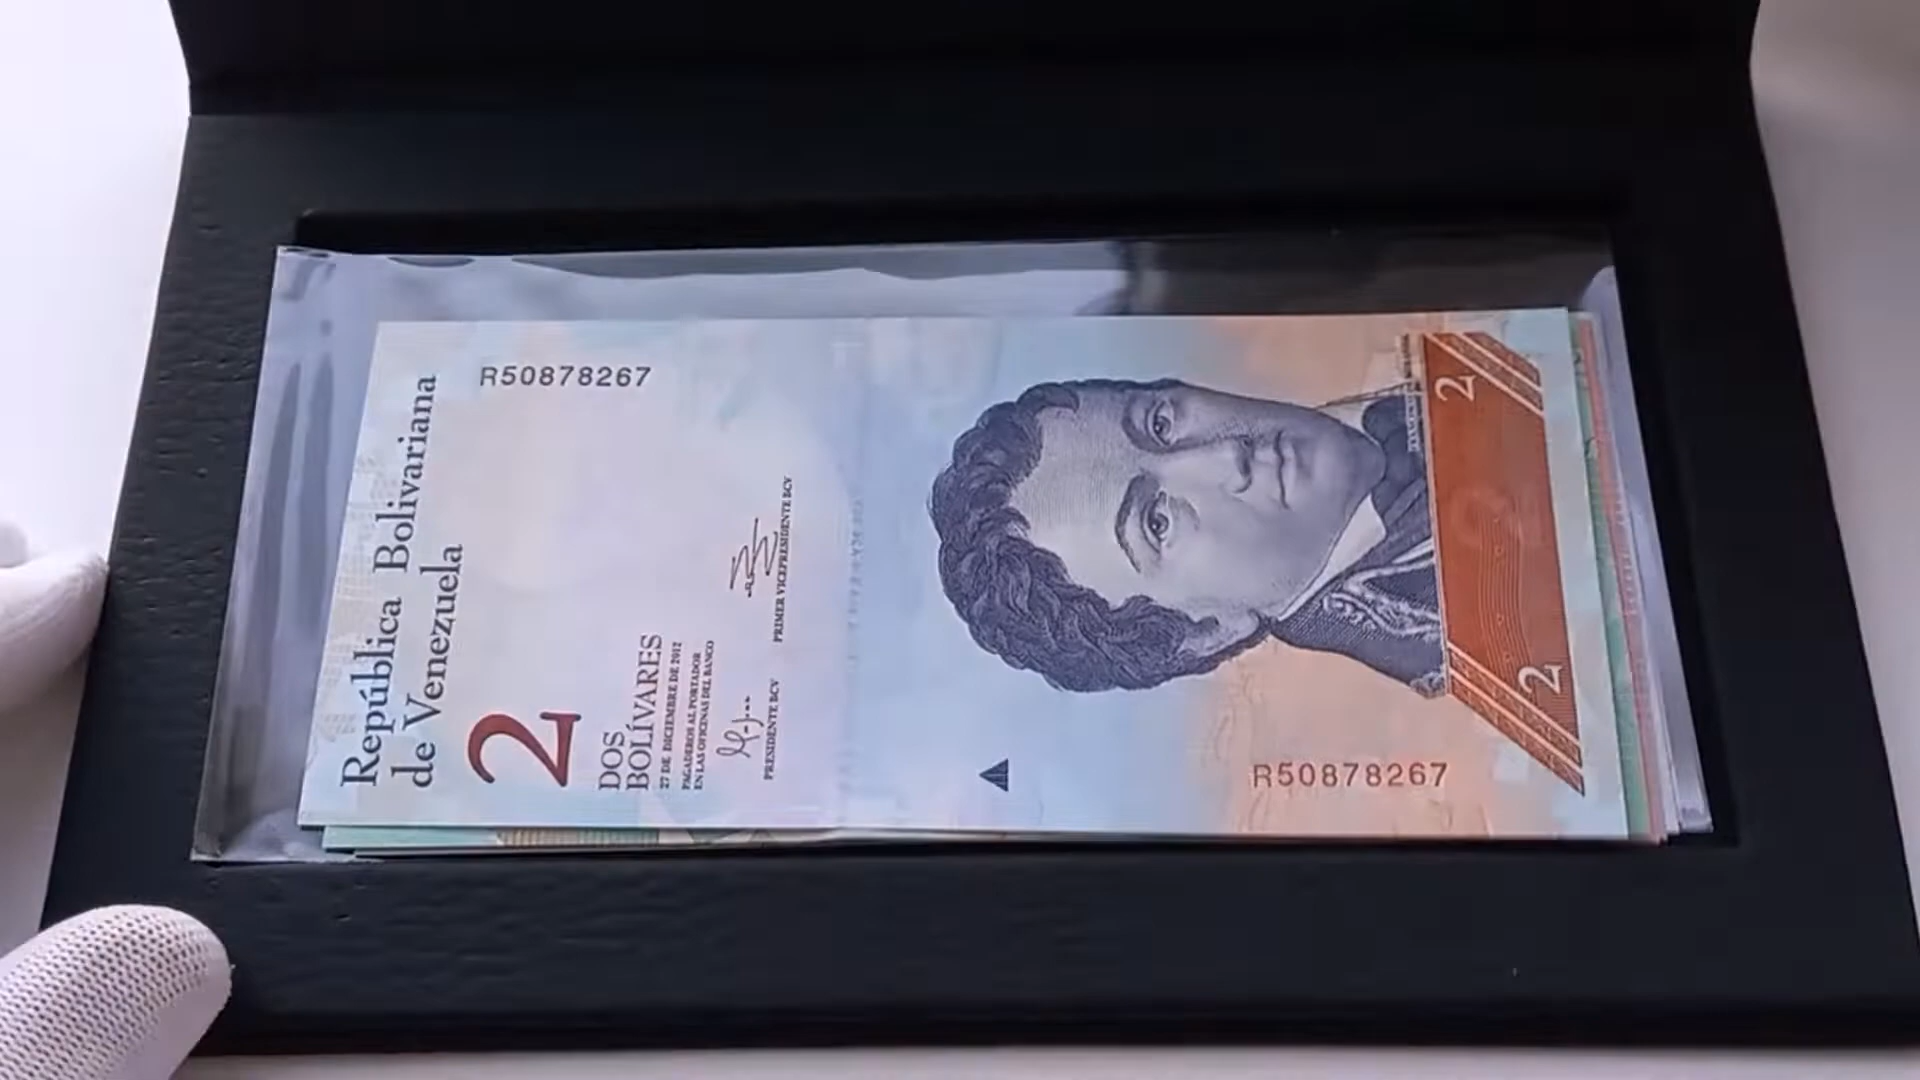 República Bolivariana
de Venezuela
R50878267
2
DOS
BOLÍVARES
27 DE DICIEMBRE DE 2012
PAGADEROS AL PORTADOR
EN LAS OFICINAS DEL BANCO
PRESIDENTE BCV
PRIMER VICEPRESIDENTE BCV
R50878267
2
2